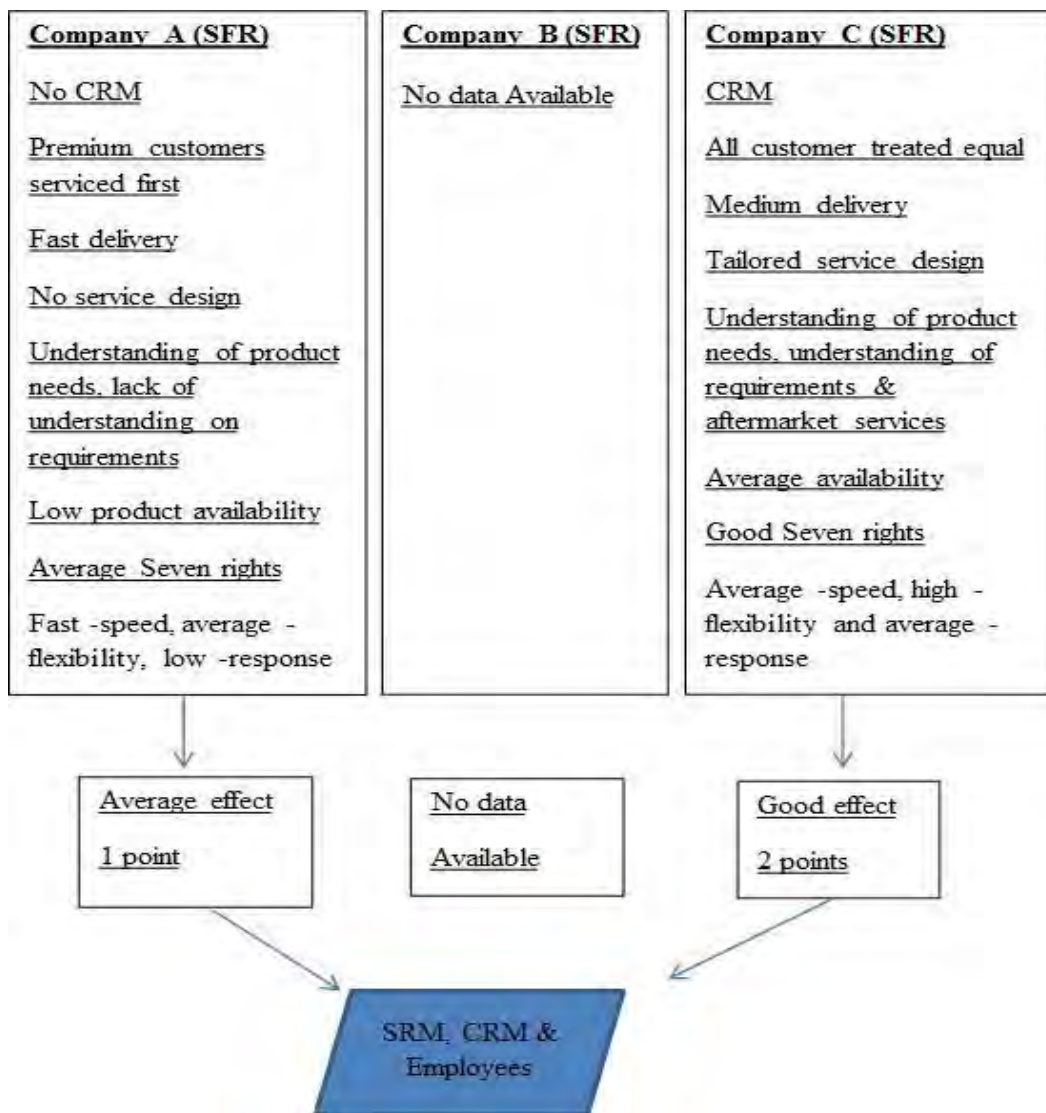 Company A (SFR)
No CRM
Premium customers
serviced first
Fast delivery
No service design
Understanding of product
needs, lack of
understanding on
requirements
Low product availability
Average Seven rights
Fast -speed, average -
flexibility, low -response
Company B (SFR)
No data Available
Company C (SFR)
CRM
All customer treated equal
Medium delivery
Tailored service design
Understanding of product
needs, understanding of
requirements &
aftermarket services
Average availability
Good Seven rights
Average -speed, high -
flexibility and average -
response
Average effect
1 point
No data
Available
Good effect
2 points
SRM, CRM &
Employees